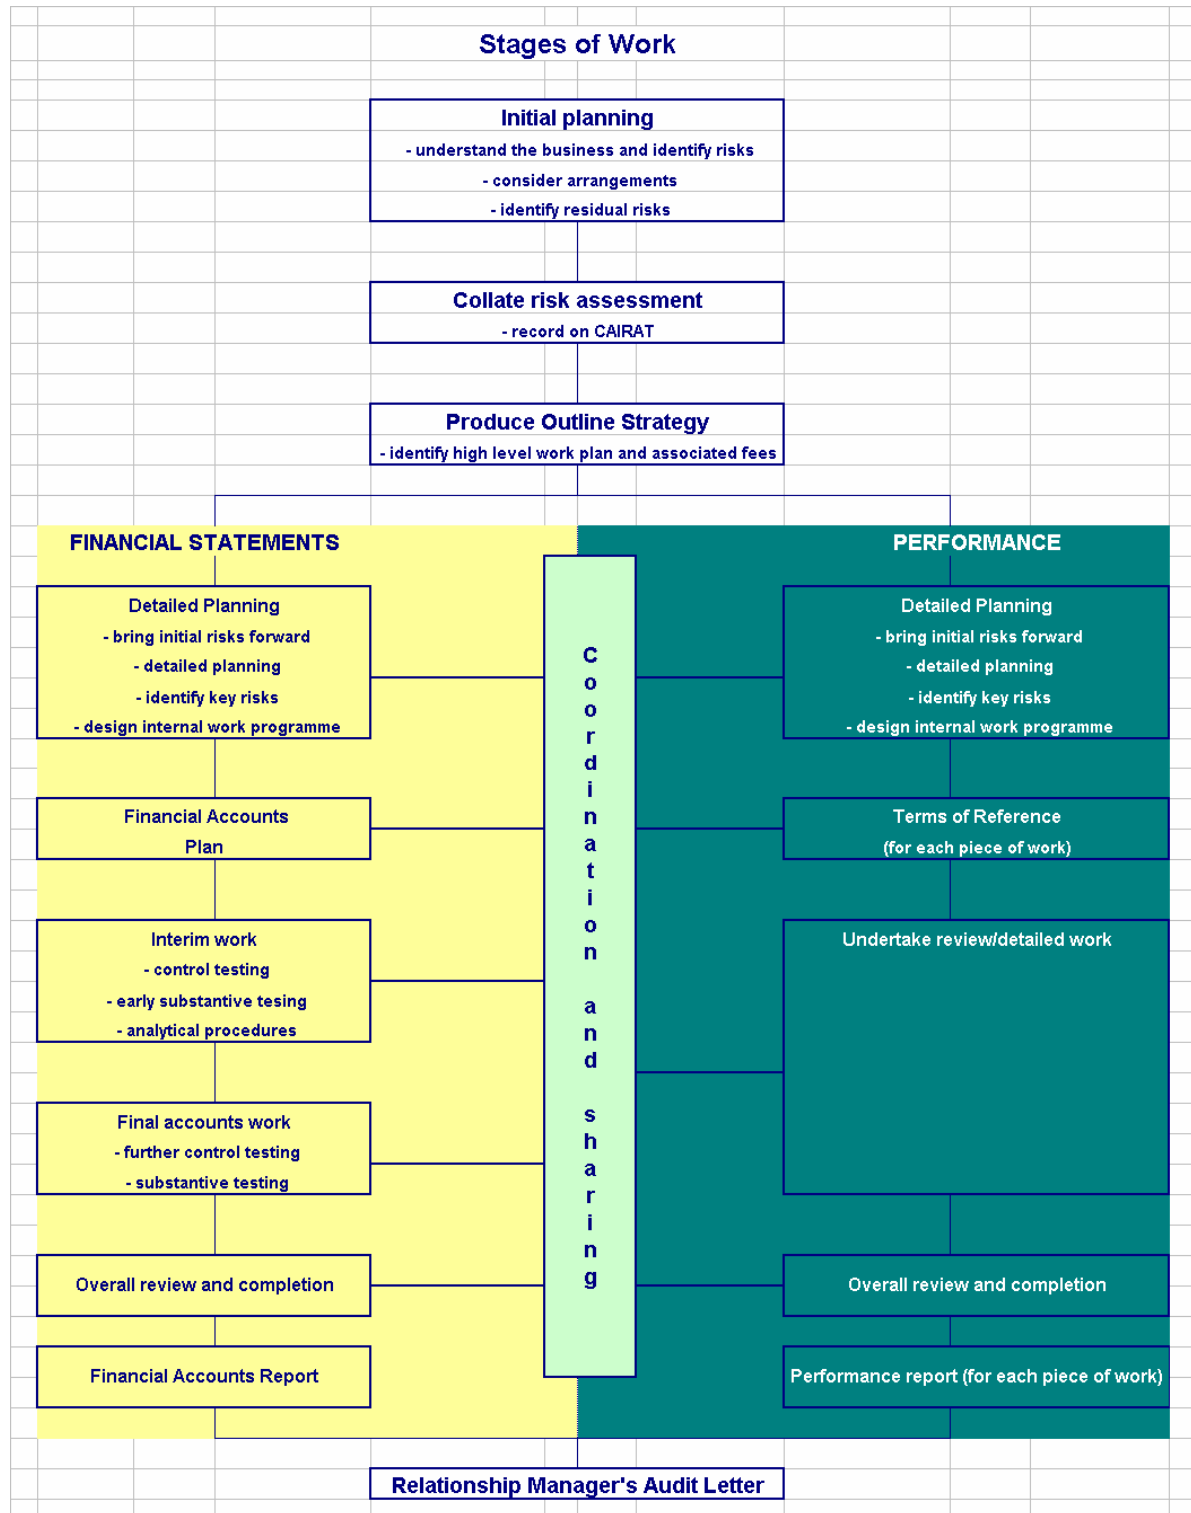 Stages of Work
Initial planning
- understand the business and identify risks
- consider arrangements
- identify residual risks
Collate risk assessment
- record on CAIRAT
Produce Outline Strategy
- identify high level work plan and associated fees
FINANCIAL STATEMENTS
Detailed Planning
- bring initial risks forward
- detailed planning
- identify key risks
- design internal work programme
Financial Accounts
Plan
Interim work
- control testing
- early substantive tesing
- analytical procedures
Final accounts work
- further control testing
- substantive testing
Overall review and completion
Financial Accounts Report
Coordination and sharing
PERFORMANCE
Detailed Planning
- bring initial risks forward
- detailed planning
- identify key risks
- design internal work programme
Terms of Reference
(for each piece of work)
Undertake review/detailed work
Overall review and completion
Performance report (for each piece of work)
Relationship Manager's Audit Letter